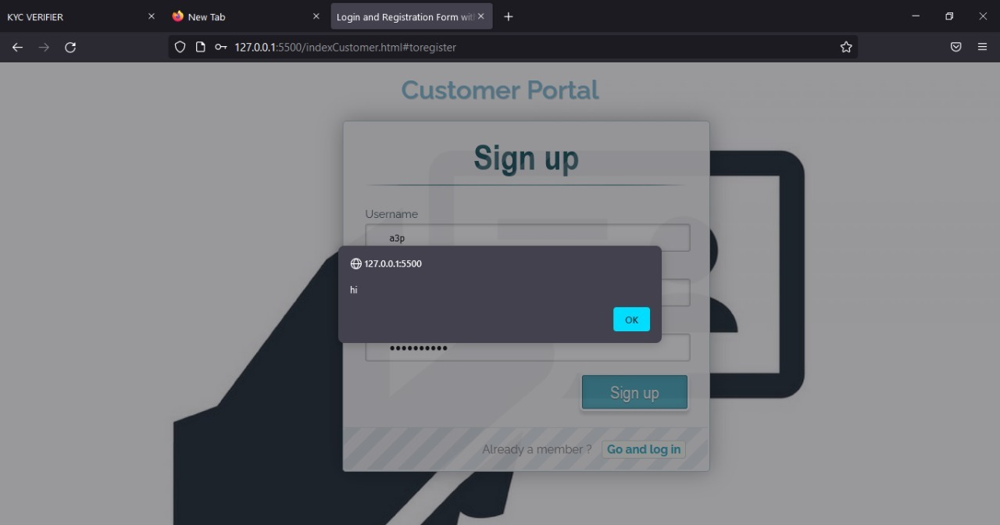 KYC VERIFIER
New Tab
Login and Registration Form wit
127.0.0.1:5500/indexCustomer.html#toregister
Customer Portal
Sign up
Username
a3p
127.0.0.1:5500
hi
OK
••••••••••
Sign up
Already a member ? Go and log in